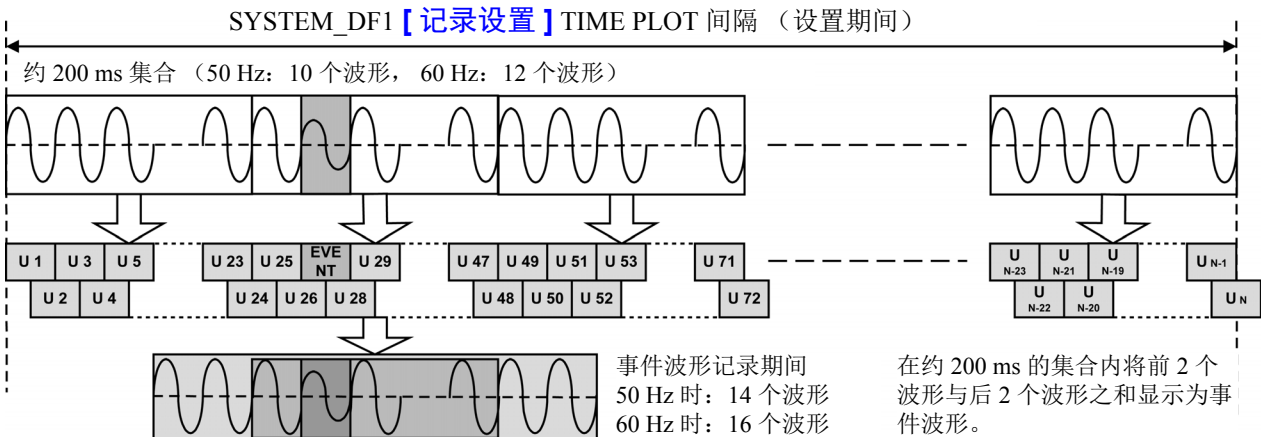 SYSTEM_DF1 [ 记录设置 ] TIME PLOT 间隔 （设置期间）
约 200 ms 集合 （50 Hz：10 个波形， 60 Hz：12 个波形）
U 1 U 3 U 5 U 23 U 25 EVE NT U 29 U 47 U 49 U 51 U 53 U 71 U N-23 U N-21 U N-19 U N-1
U 2 U 4 U 24 U 26 U 28 U 48 U 50 U 52 U 72 U N-22 U N-20 U N
事件波形记录期间
50 Hz 时：14 个波形
60 Hz 时：16 个波形
在约 200 ms 的集合内将前 2 个
波形与后 2 个波形之和显示为事
件波形。